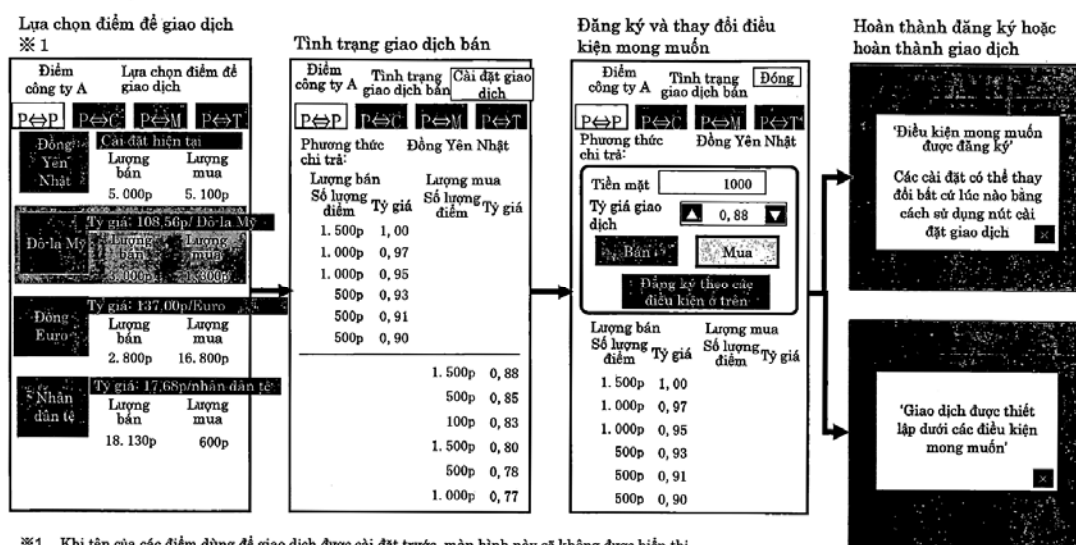 Lựa chọn điểm để giao dịch
※1
Điểm công ty A
Lựa chọn điểm để giao dịch
P⇔P P⇔C P⇔M P⇔T
Đồng Yên Nhật
Cài đặt hiện tại
Lượng bán
Lượng mua
5.000p 5.100p
Tỷ giá: 108,56p/ Đô-la Mỹ
Đô-la Mỹ
Lượng bán
Lượng mua
3.000p 1.300p
Tỷ giá: 137,00p/Euro
Đồng Euro
Lượng bán
Lượng mua
2.800p 16.800p
Tỷ giá: 17,68p/nhân dân tệ
Nhân dân tệ
Lượng bán
Lượng mua
18.130p 600p
Tình trạng giao dịch bán
Điểm công ty A
Tình trạng giao dịch bán
Cài đặt giao dịch
P⇔P P⇔C P⇔M P⇔T
Phương thức chi trả:
Đồng Yên Nhật
Lượng bán Lượng mua
Số lượng điểm Tỷ giá Số lượng điểm Tỷ giá
1.500p 1,00
1.000p 0,97
1.000p 0,95
500p 0,93
500p 0,91
500p 0,90
1.500p 0,88
500p 0,85
100p 0,83
1.500p 0,80
500p 0,78
1.000p 0,77
Đăng ký và thay đổi điều
kiện mong muốn
Điểm công ty A
Tình trạng giao dịch bán
Đóng
P⇔P P⇔C P⇔M P⇔T
Phương thức chi trả:
Đồng Yên Nhật
Tiền mặt 1000
Tỷ giá giao dịch
▲ 0,88 ▼
Bán Mua
Đăng ký theo các
điều kiện ở trên
Lượng bán Lượng mua
Số lượng điểm Tỷ giá Số lượng điểm Tỷ giá
1.500p 1,00
1.000p 0,97
1.000p 0,95
500p 0,93
500p 0,91
500p 0,90
Hoàn thành đăng ký hoặc
hoàn thành giao dịch
'Điều kiện mong muốn
được đăng ký'
Các cài đặt có thể thay
đổi bất cứ lúc nào bằng
cách sử dụng nút cài
đặt giao dịch
×
'Giao dịch được thiết
lập dưới các điều kiện
mong muốn'
×
※1 Khi tên của các điểm dùng để giao dịch được cài đặt trước, màn hình này sẽ không được hiển thị